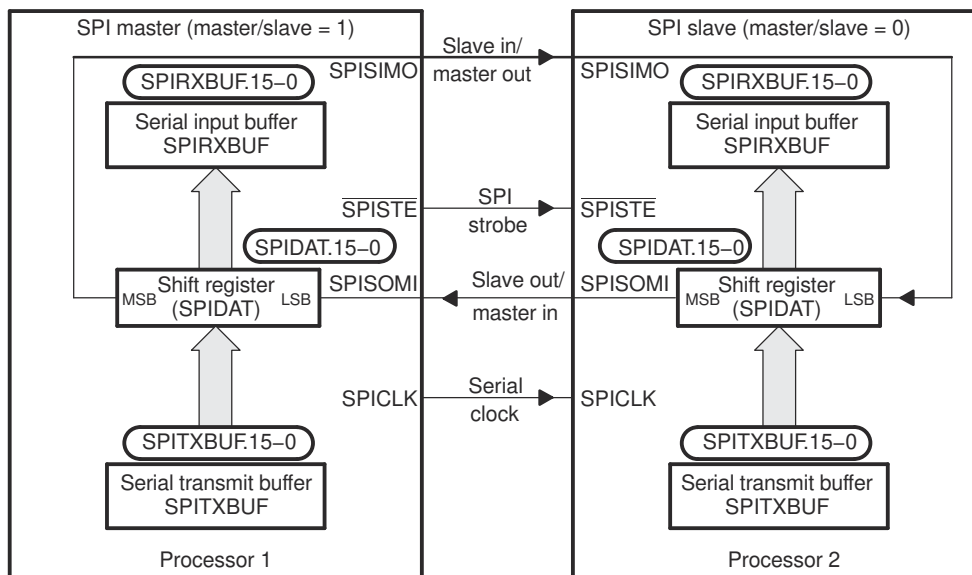 SPI master (master/slave = 1)
SPIRXBUF.15–0
Serial input buffer
SPIRXBUF
SPISIMO
SPISTE
SPIDAT.15–0
MSB
Shift register
(SPIDAT)
LSB
SPISOMI
SPICLK
SPITXBUF.15–0
Serial transmit buffer
SPITXBUF
Processor 1
Slave in/
master out
SPI
strobe
Slave out/
master in
Serial
clock
SPI slave (master/slave = 0)
SPISIMO
SPIRXBUF.15–0
Serial input buffer
SPIRXBUF
SPISTE
SPIDAT.15–0
SPISOMI
MSB
Shift register
(SPIDAT)
LSB
SPICLK
SPITXBUF.15–0
Serial transmit buffer
SPITXBUF
Processor 2